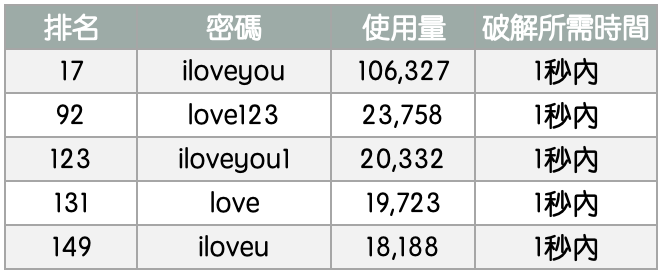 排名 密碼 使用量 破解所需時間
17 iloveyou 106,327 1秒內
92 love123 23,758 1秒內
123 iloveyou1 20,332 1秒內
131 love 19,723 1秒內
149 iloveu 18,188 1秒內